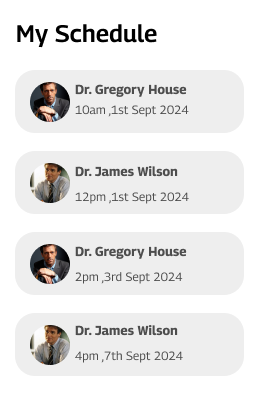 My Schedule
Dr. Gregory House
10am ,1st Sept 2024
Dr. James Wilson
12pm ,1st Sept 2024
Dr. Gregory House
2pm ,3rd Sept 2024
Dr. James Wilson
4pm ,7th Sept 2024